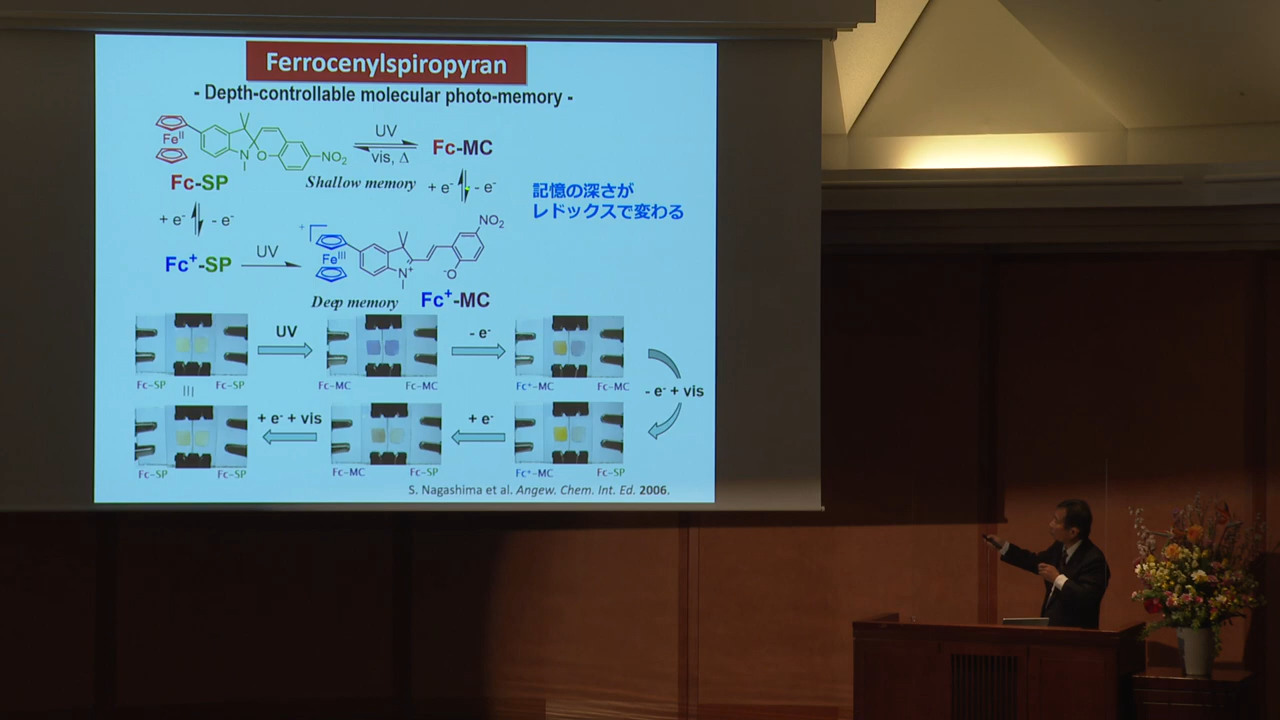 Ferrocenylspiropyran
- Depth-controllable molecular photo-memory -
Fe II
N
O
NO2
UV
vis, Δ
Fc-MC
Fc-SP
Shallow memory
+ e- - e-
記憶の深さが
レドックスで変わる
+ e- - e-
Fc+-SP
UV
+
Fe III
N+
-O
NO2
Deep memory
Fc+-MC
UV
- e-
Fc-SP Fc-SP
Fc-MC Fc-MC
Fc+-MC Fc-MC
- e- + vis
+ e- + vis
+ e-
Fc-SP Fc-SP
Fc-MC Fc-SP
Fc+-MC Fc-SP
S. Nagashima et al. Angew. Chem. Int. Ed. 2006.